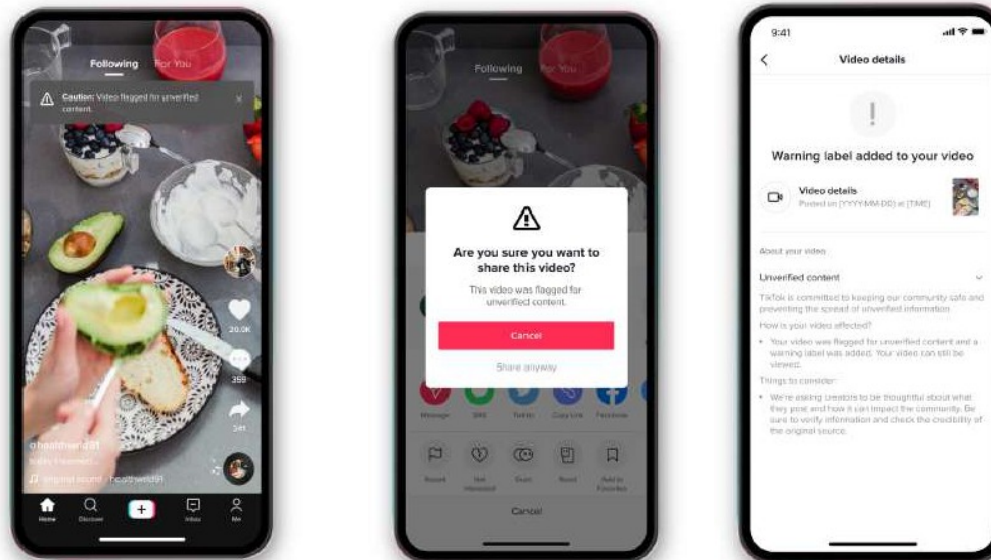 Following For You
Caution: Video flagged for unverified
content.
20.0K
359
241
@healthweld91
original sound - healthweld91
Home
Discover
Inbox
Me
Following For You
Are you sure you want to
share this video?
This video was flagged for
unverified content.
Cancel
Share anyway
Message
SMS
Twitter
Copy Link
Facebook
Report
Not
interested
Duet
React
Add to
Favorites
Cancel
9:41
Video details
Warning label added to your video
Video details
Posted on [YYYY-MM-DD] at [TIME]
About your video
Unverified content
TikTok is committed to keeping our community safe and
preventing the spread of unverified information
How is your video affected?
• Your video was flagged for unverified content and a
warning label was added. Your video can still be
viewed.
Things to consider:
• We're asking creators to be thoughtful about what
they post and how it can impact the community. Be
sure to verify information and check the credibility of
the original source.